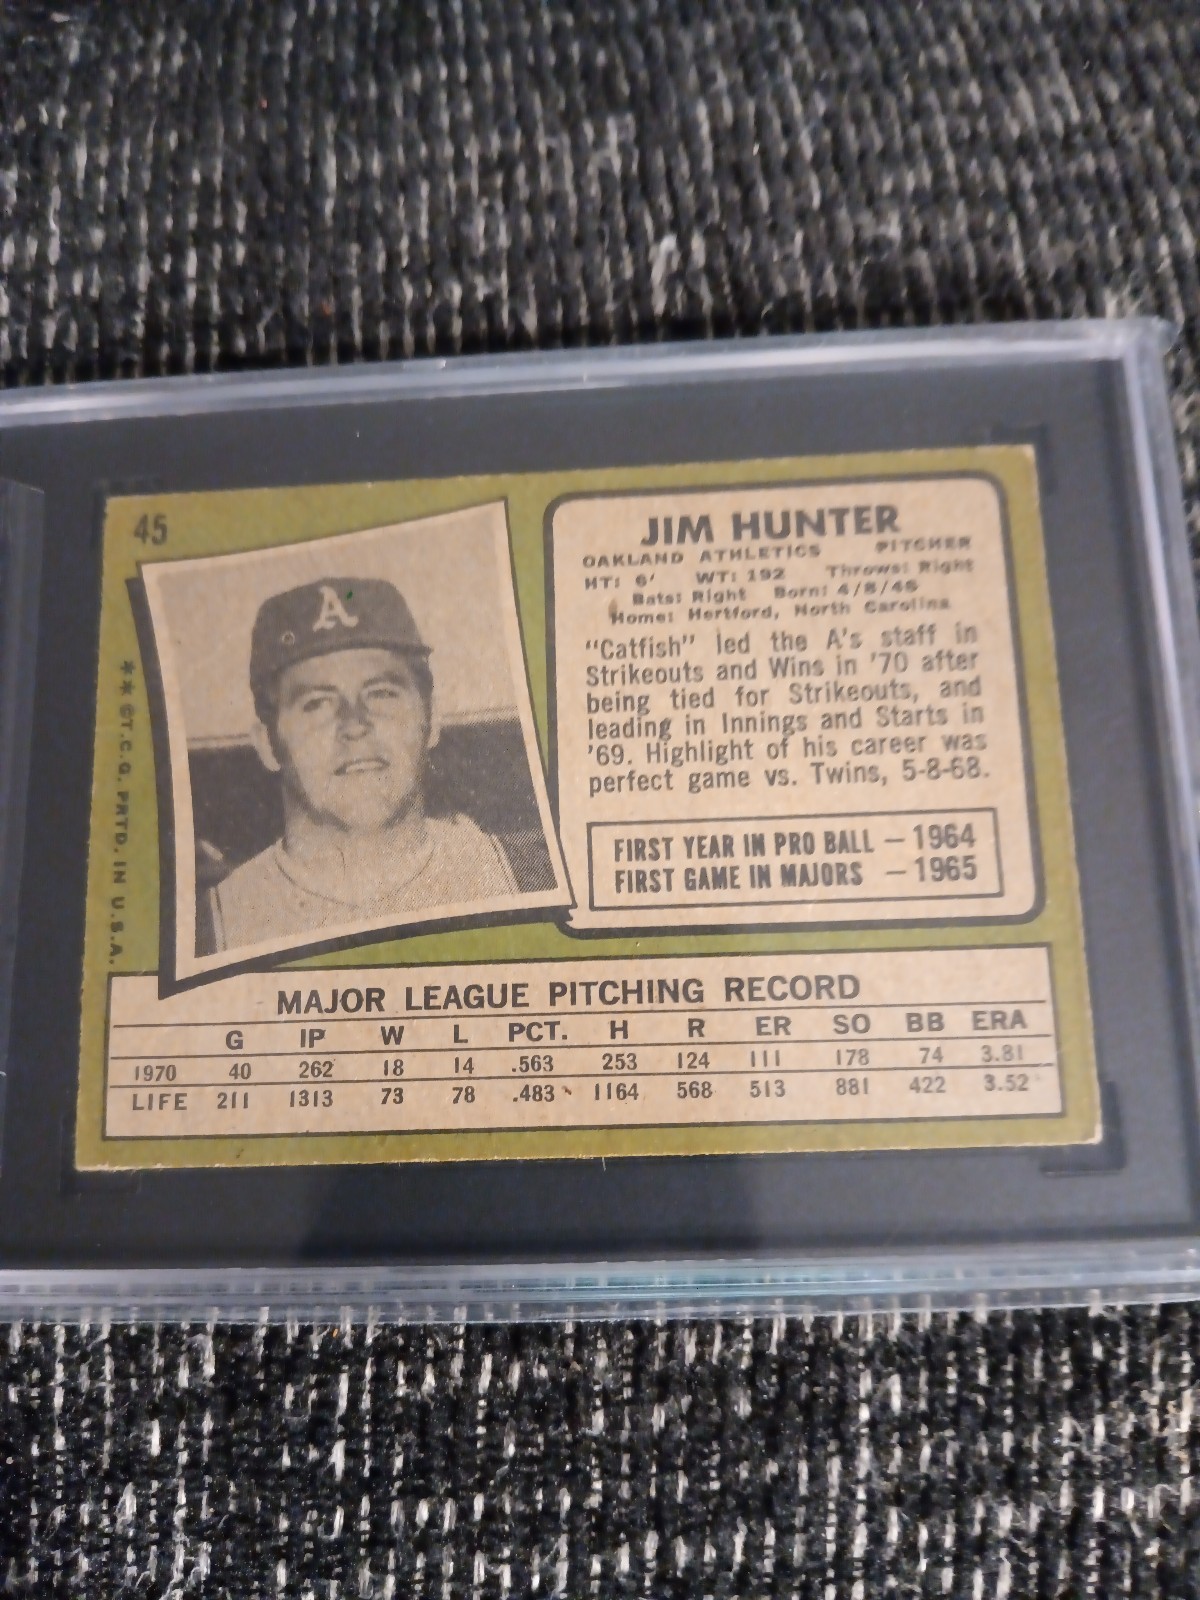 45
A
**©T.C.G. PRTD. IN U.S.A.
JIM HUNTER
OAKLAND ATHLETICS PITCHER
HT: 6' WT: 192 Throws: Right
Bats: Right Born: 4/8/46
Home: Hertford, North Carolina
"Catfish" led the A's staff in
Strikeouts and Wins in '70 after
being tied for Strikeouts, and
leading in Innings and Starts in
'69. Highlight of his career was
perfect game vs. Twins, 5-8-68.
FIRST YEAR IN PRO BALL — 1964
FIRST GAME IN MAJORS — 1965
MAJOR LEAGUE PITCHING RECORD
G IP W L PCT. H R ER SO BB ERA
1970 40 262 18 14 .563 253 124 111 178 74 3.81
LIFE 211 1313 73 78 .483 1164 568 513 881 422 3.52